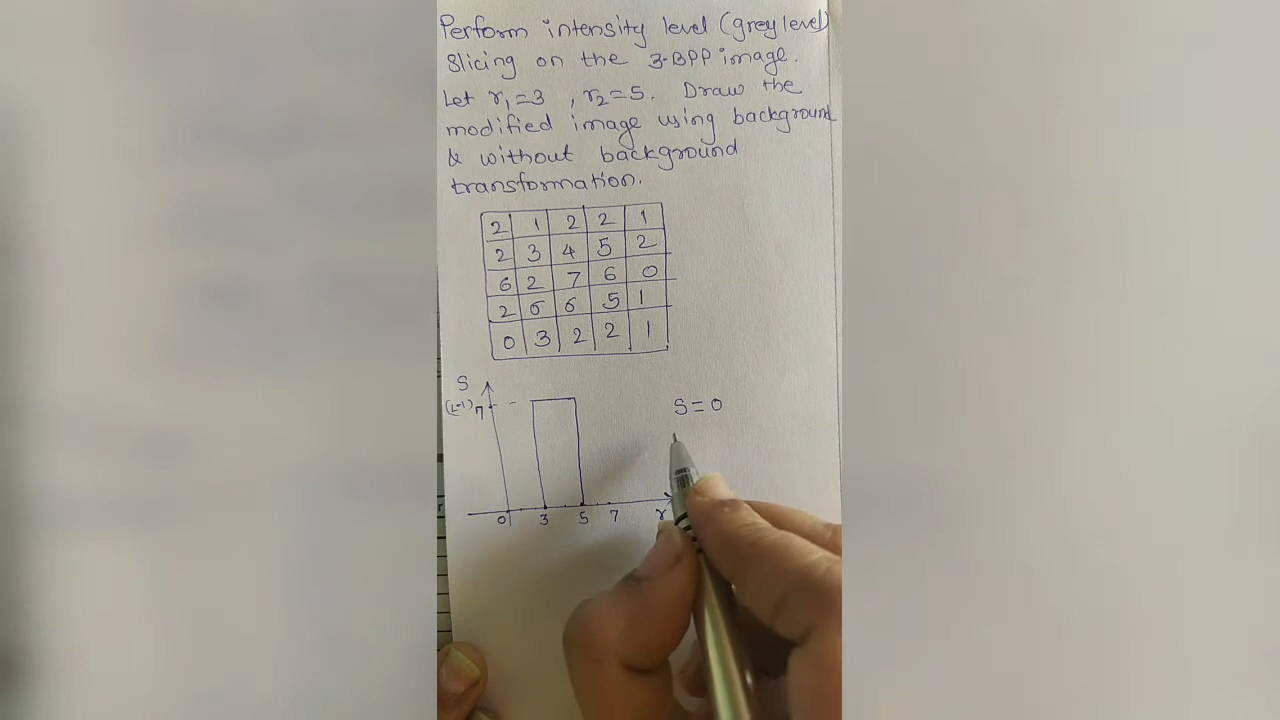 Perform intensity level (grey level)
Slicing on the 3-BPP image.
Let r₁=3 , r₂=5. Draw the
modified image using background
& without background
transformation.
2 1 2 2 1
2 3 4 5 2
6 2 7 6 0
2 6 6 5 1
0 3 2 2 1
S
(L-1) 7
S=0
0 3 5 7 r